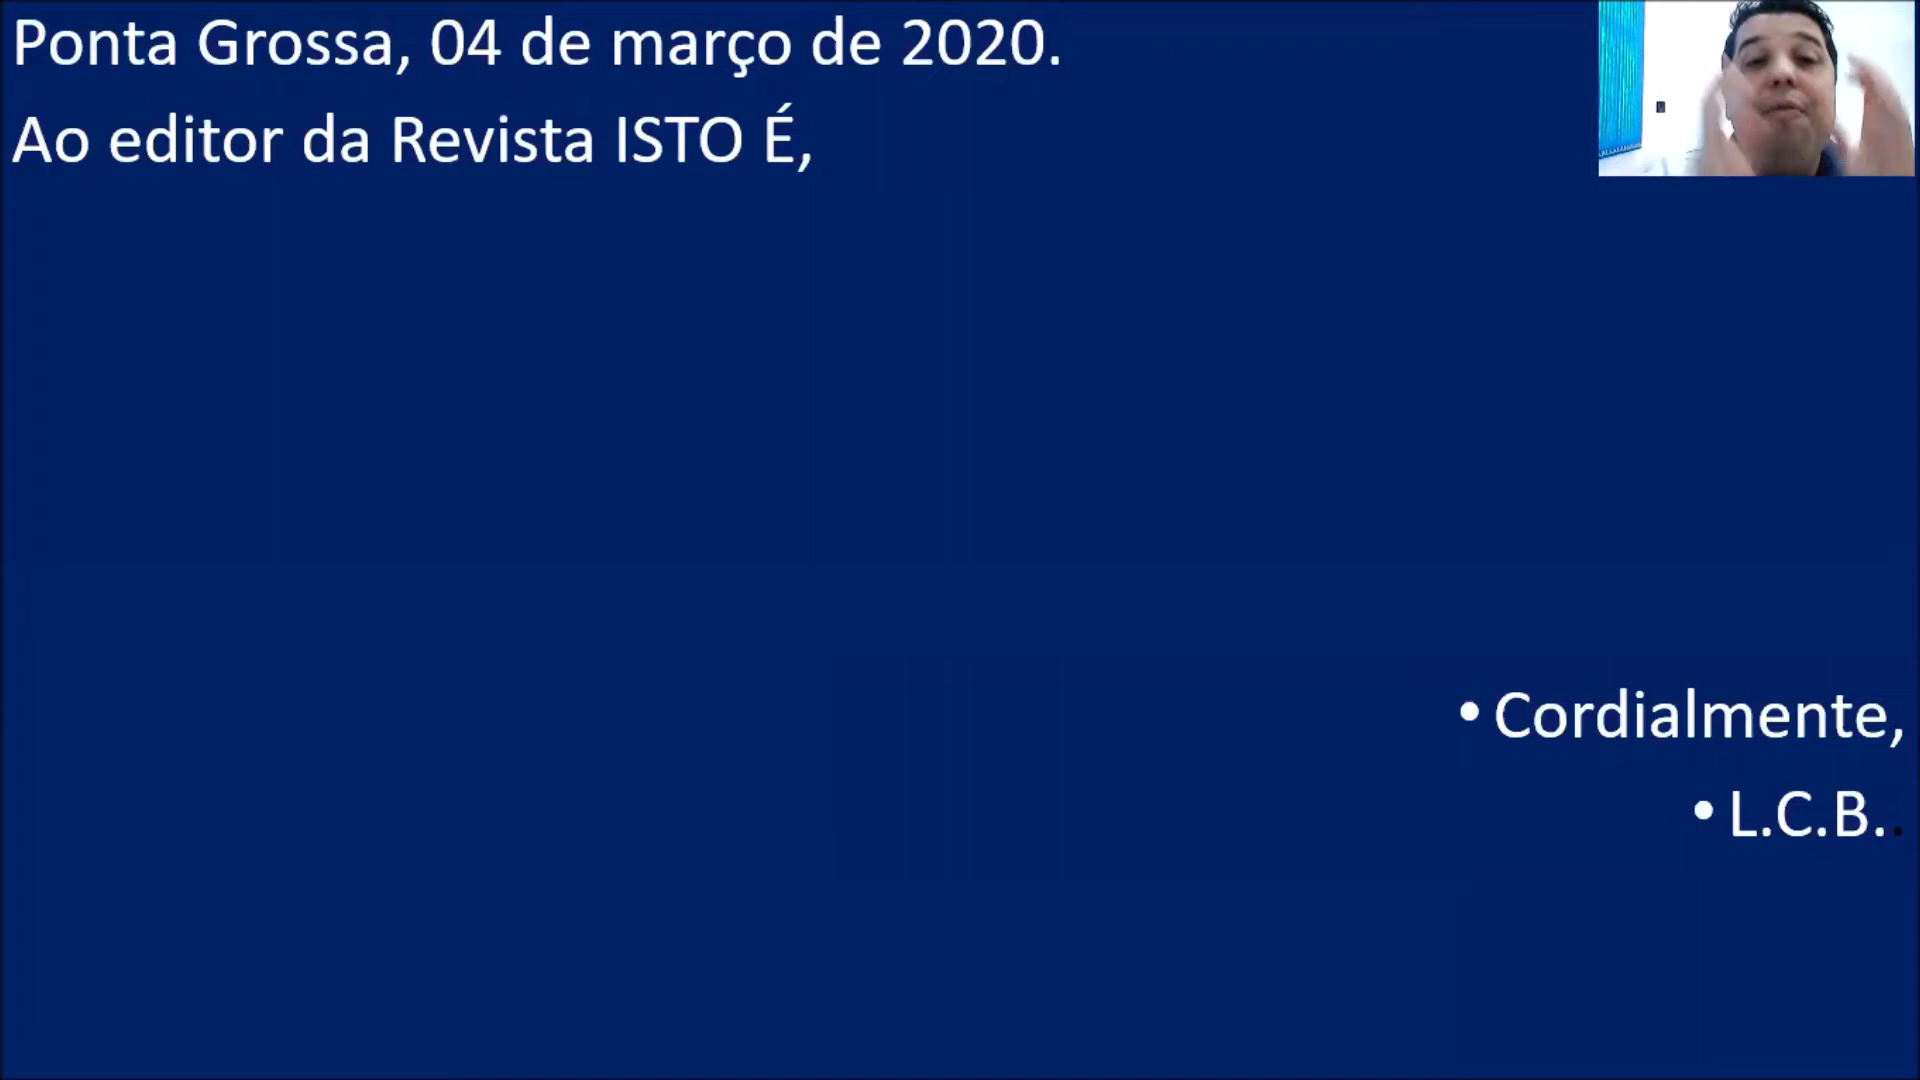 Ponta Grossa, 04 de março de 2020.
Ao editor da Revista ISTO É,
• Cordialmente,
• L.C.B..